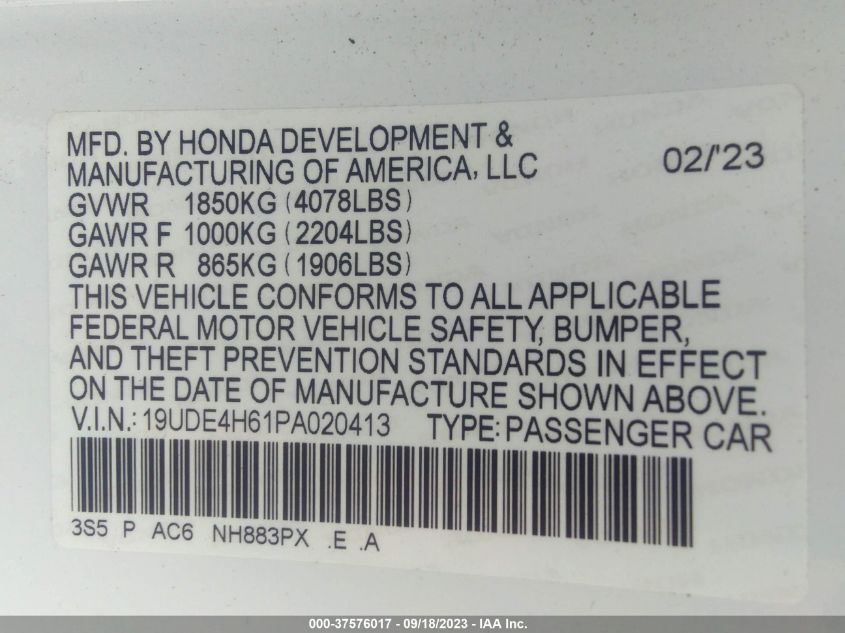 MFD. BY HONDA DEVELOPMENT &
MANUFACTURING OF AMERICA, LLC 02/'23
GVWR 1850KG (4078LBS)
GAWR F 1000KG (2204LBS)
GAWR R 865KG (1906LBS)
THIS VEHICLE CONFORMS TO ALL APPLICABLE
FEDERAL MOTOR VEHICLE SAFETY, BUMPER,
AND THEFT PREVENTION STANDARDS IN EFFECT
ON THE DATE OF MANUFACTURE SHOWN ABOVE.
V.I.N.: 19UDE4H61PA020413 TYPE: PASSENGER CAR
3S5 P AC6 NH883PX .E .A
000-37576017 - 09/18/2023 - IAA Inc.